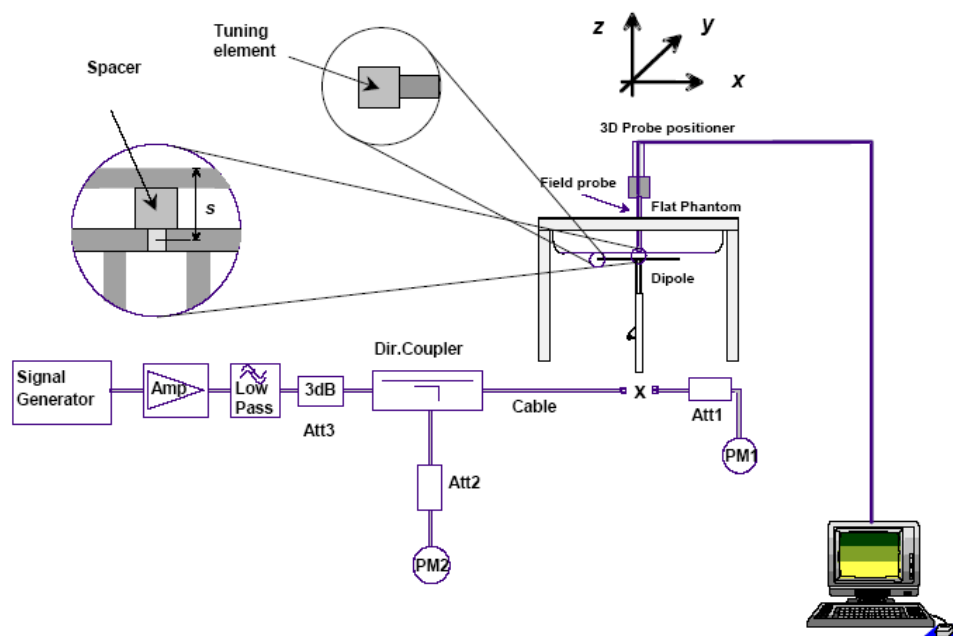 Tuning
element
Spacer
z
y
x
3D Probe positioner
s
Field probe
Flat Phantom
Dipole
Dir.Coupler
Signal
Generator
Amp
Low
Pass
3dB
Att3
Cable
X
Att1
PM1
Att2
PM2